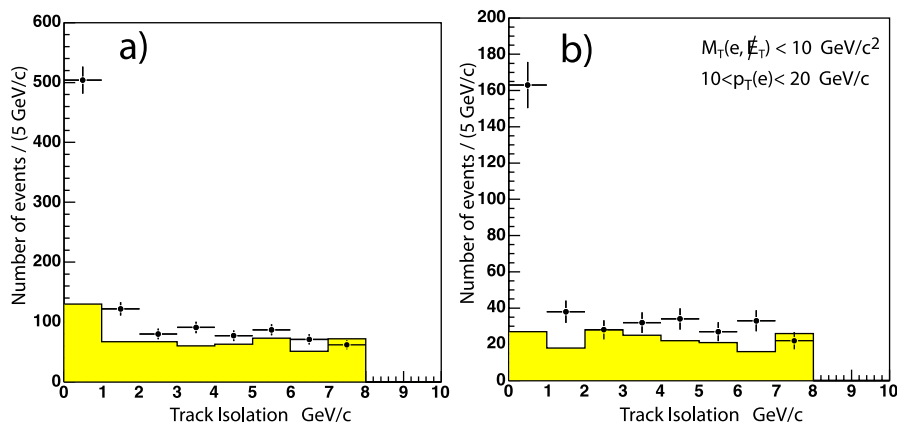 a)
Number of events / (5 GeV/c)
600
500
400
300
200
100
0
0 1 2 3 4 5 6 7 8 9 10
Track Isolation GeV/c
b)
M_T(e, E̸_T) < 10 GeV/c²
10<p_T(e)< 20 GeV/c
Number of events / (5 GeV/c)
200
180
160
140
120
100
80
60
40
20
0
0 1 2 3 4 5 6 7 8 9 10
Track Isolation GeV/c